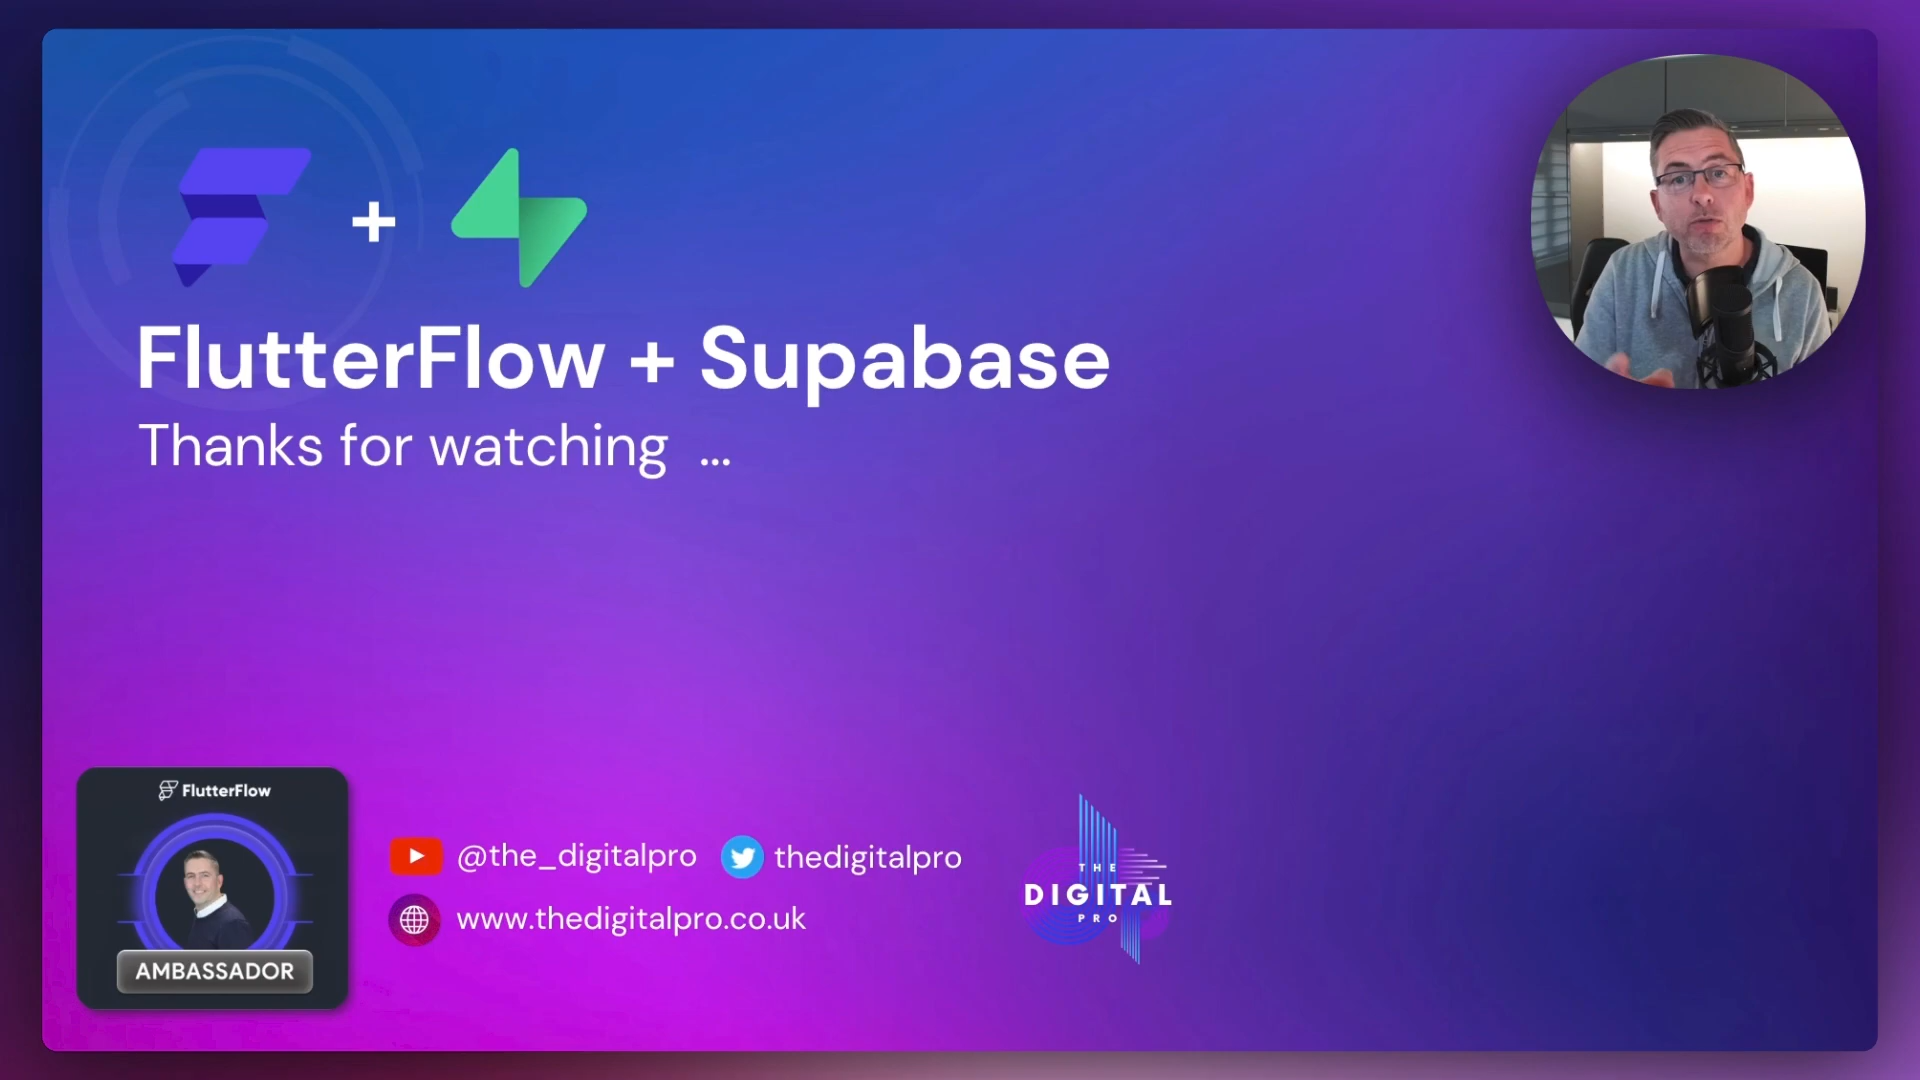 FlutterFlow + Supabase
Thanks for watching ...
FlutterFlow
AMBASSADOR
@the_digitalpro
thedigitalpro
www.thedigitalpro.co.uk
THE
DIGITAL
PRO